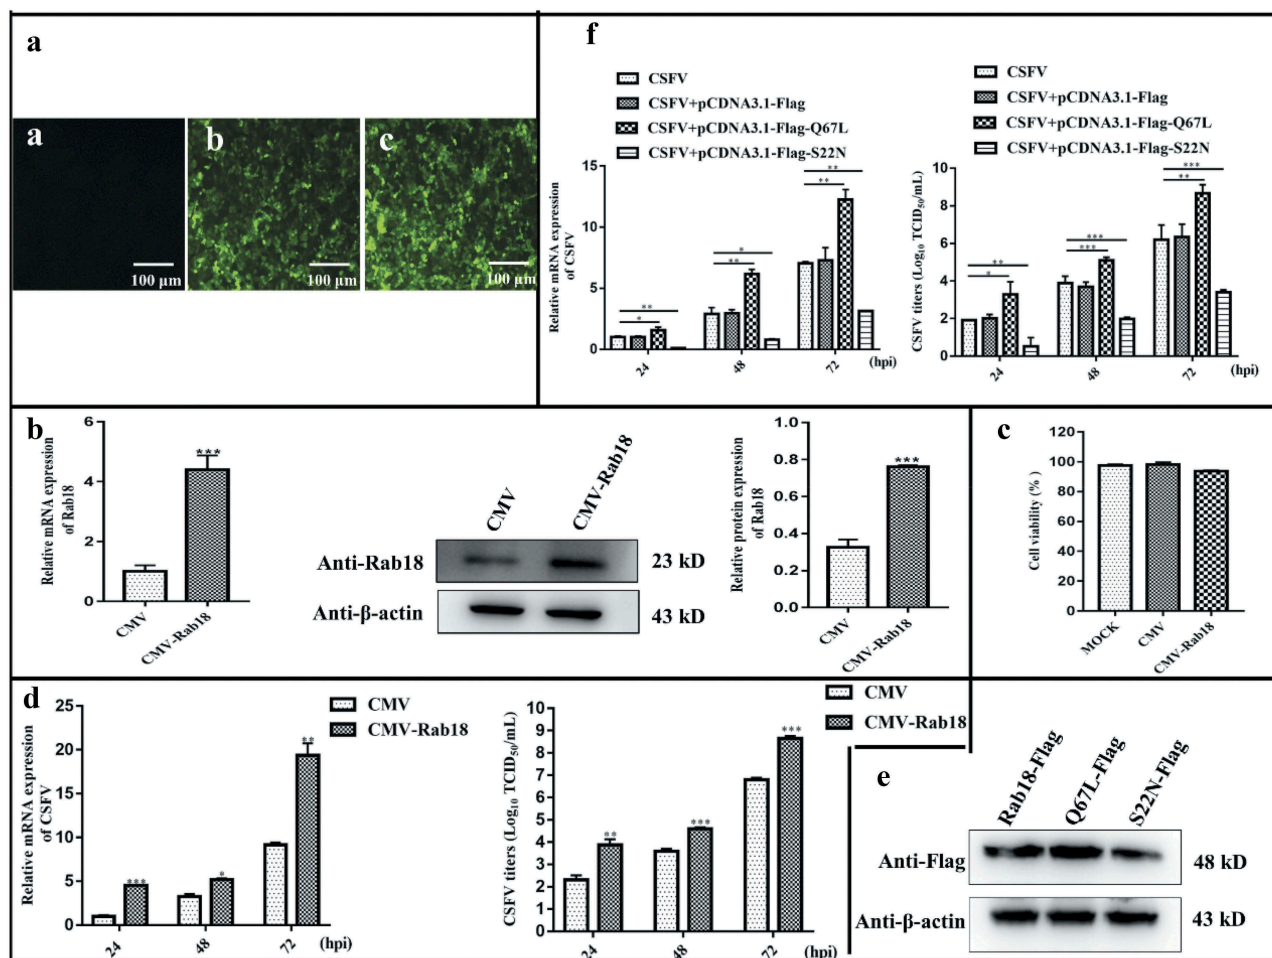 a
a
b
c
100 µm
100 µm
100 µm
f
CSFV
CSFV+pCDNA3.1-Flag
CSFV+pCDNA3.1-Flag-Q67L
CSFV+pCDNA3.1-Flag-S22N
Relative mRNA expression
of CSFV
15
10
5
0
*
**
**
*
**
**
24
48
72
(hpi)
CSFV
CSFV+pCDNA3.1-Flag
CSFV+pCDNA3.1-Flag-Q67L
CSFV+pCDNA3.1-Flag-S22N
CSFV titers (Log10 TCID50/mL)
10
8
6
4
2
0
*
**
***
***
**
***
24
48
72
(hpi)
b
Relative mRNA expression
of Rab18
6
4
2
0
***
CMV
CMV-Rab18
CMV
CMV-Rab18
Anti-Rab18
23 kD
Anti-β-actin
43 kD
Relative protein expression
of Rab18
1.0
0.8
0.6
0.4
0.2
0.0
***
CMV
CMV-Rab18
c
Cell viability (% )
120
100
80
60
40
20
0
MOCK
CMV
CMV-Rab18
d
CMV
CMV-Rab18
Relative mRNA expression
of CSFV
25
20
15
10
5
0
***
*
**
24
48
72
(hpi)
CMV
CMV-Rab18
CSFV titers (Log10 TCID50/mL)
10
9
8
7
6
5
4
3
2
1
0
**
***
***
24
48
72
(hpi)
e
Rab18-Flag
Q67L-Flag
S22N-Flag
Anti-Flag
48 kD
Anti-β-actin
43 kD